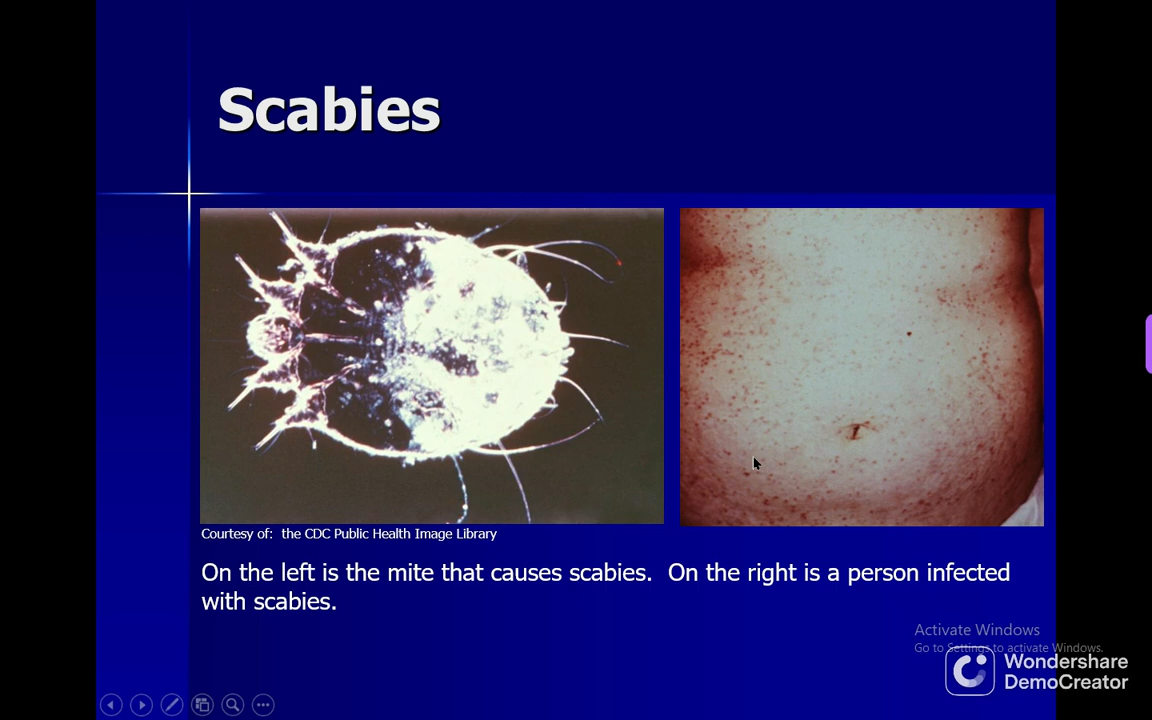 Scabies
Courtesy of:  the CDC Public Health Image Library
On the left is the mite that causes scabies.  On the right is a person infected
with scabies.
Activate Windows
Go to Settings to activate Windows.
Wondershare
DemoCreator